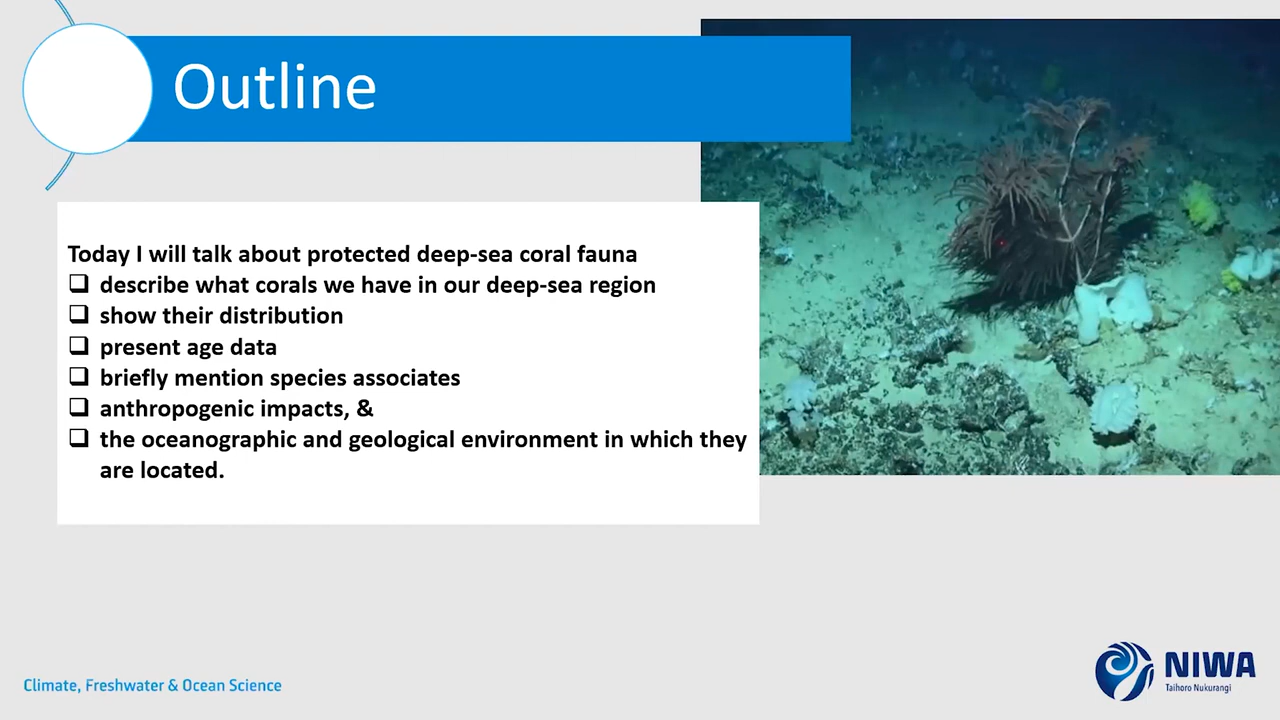 Outline
Today I will talk about protected deep-sea coral fauna
❑ describe what corals we have in our deep-sea region
❑ show their distribution
❑ present age data
❑ briefly mention species associates
❑ anthropogenic impacts, &
❑ the oceanographic and geological environment in which they
are located.
Climate, Freshwater & Ocean Science
NIWA
Taihoro Nukurangi